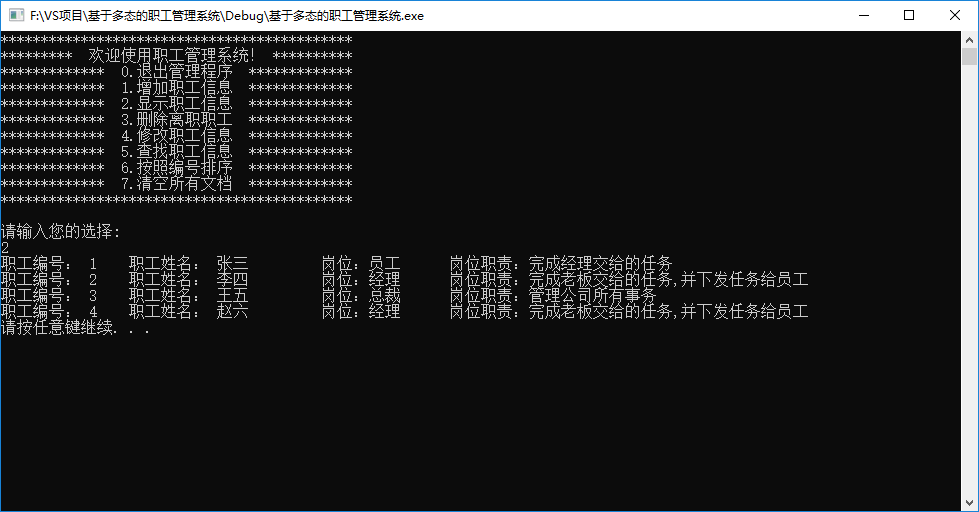 F:\VS项目\基于多态的职工管理系统\Debug\基于多态的职工管理系统.exe
********************************************
*********  欢迎使用职工管理系统!  **********
*************  0.退出管理程序  *************
*************  1.增加职工信息  *************
*************  2.显示职工信息  *************
*************  3.删除离职职工  *************
*************  4.修改职工信息  *************
*************  5.查找职工信息  *************
*************  6.按照编号排序  *************
*************  7.清空所有文档  *************
********************************************
请输入您的选择:
2
职工编号: 1    职工姓名: 张三    岗位:员工    岗位职责:完成经理交给的任务
职工编号: 2    职工姓名: 李四    岗位:经理    岗位职责:完成老板交给的任务,并下发任务给员工
职工编号: 3    职工姓名: 王五    岗位:总裁    岗位职责:管理公司所有事务
职工编号: 4    职工姓名: 赵六    岗位:经理    岗位职责:完成老板交给的任务,并下发任务给员工
请按任意键继续. . .